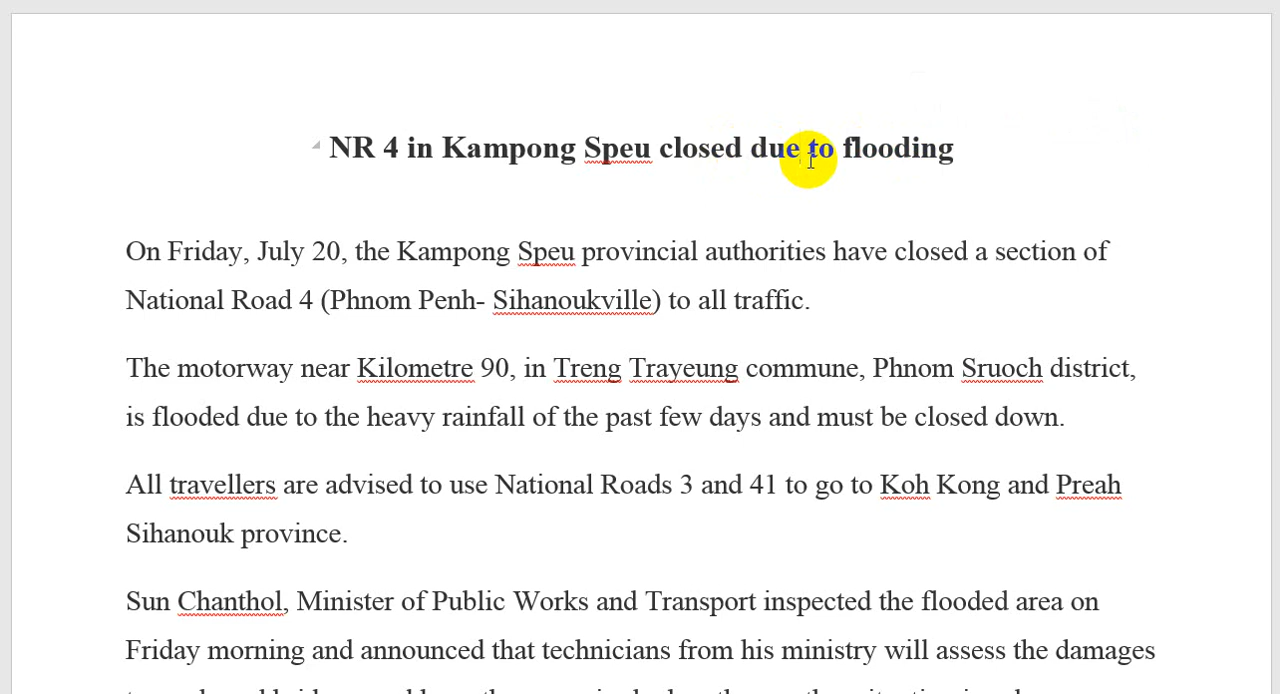 NR 4 in Kampong Speu closed due to flooding
On Friday, July 20, the Kampong Speu provincial authorities have closed a section of
National Road 4 (Phnom Penh- Sihanoukville) to all traffic.
The motorway near Kilometre 90, in Treng Trayeung commune, Phnom Sruoch district,
is flooded due to the heavy rainfall of the past few days and must be closed down.
All travellers are advised to use National Roads 3 and 41 to go to Koh Kong and Preah
Sihanouk province.
Sun Chanthol, Minister of Public Works and Transport inspected the flooded area on
Friday morning and announced that technicians from his ministry will assess the damages